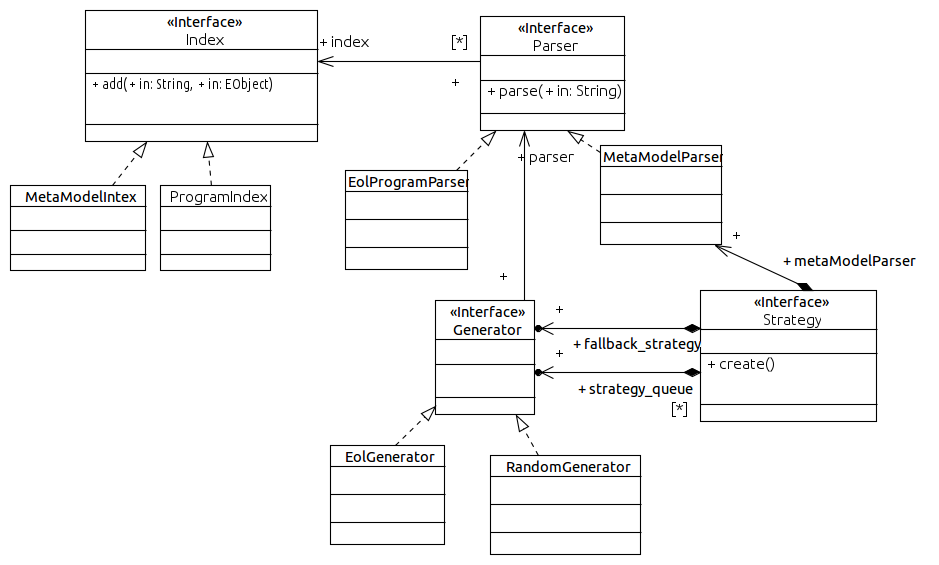 «Interface»
Index
+ add(+ in: String, + in: EObject)
+ index
[*]
+
«Interface»
Parser
+ parse(+ in: String)
MetaModelIntex
ProgramIndex
EolProgramParser
+ parser
MetaModelParser
+
+ metaModelParser
+
«Interface»
Generator
+
+ fallback_strategy
+
+ strategy_queue
[*]
«Interface»
Strategy
+ create()
EolGenerator
RandomGenerator